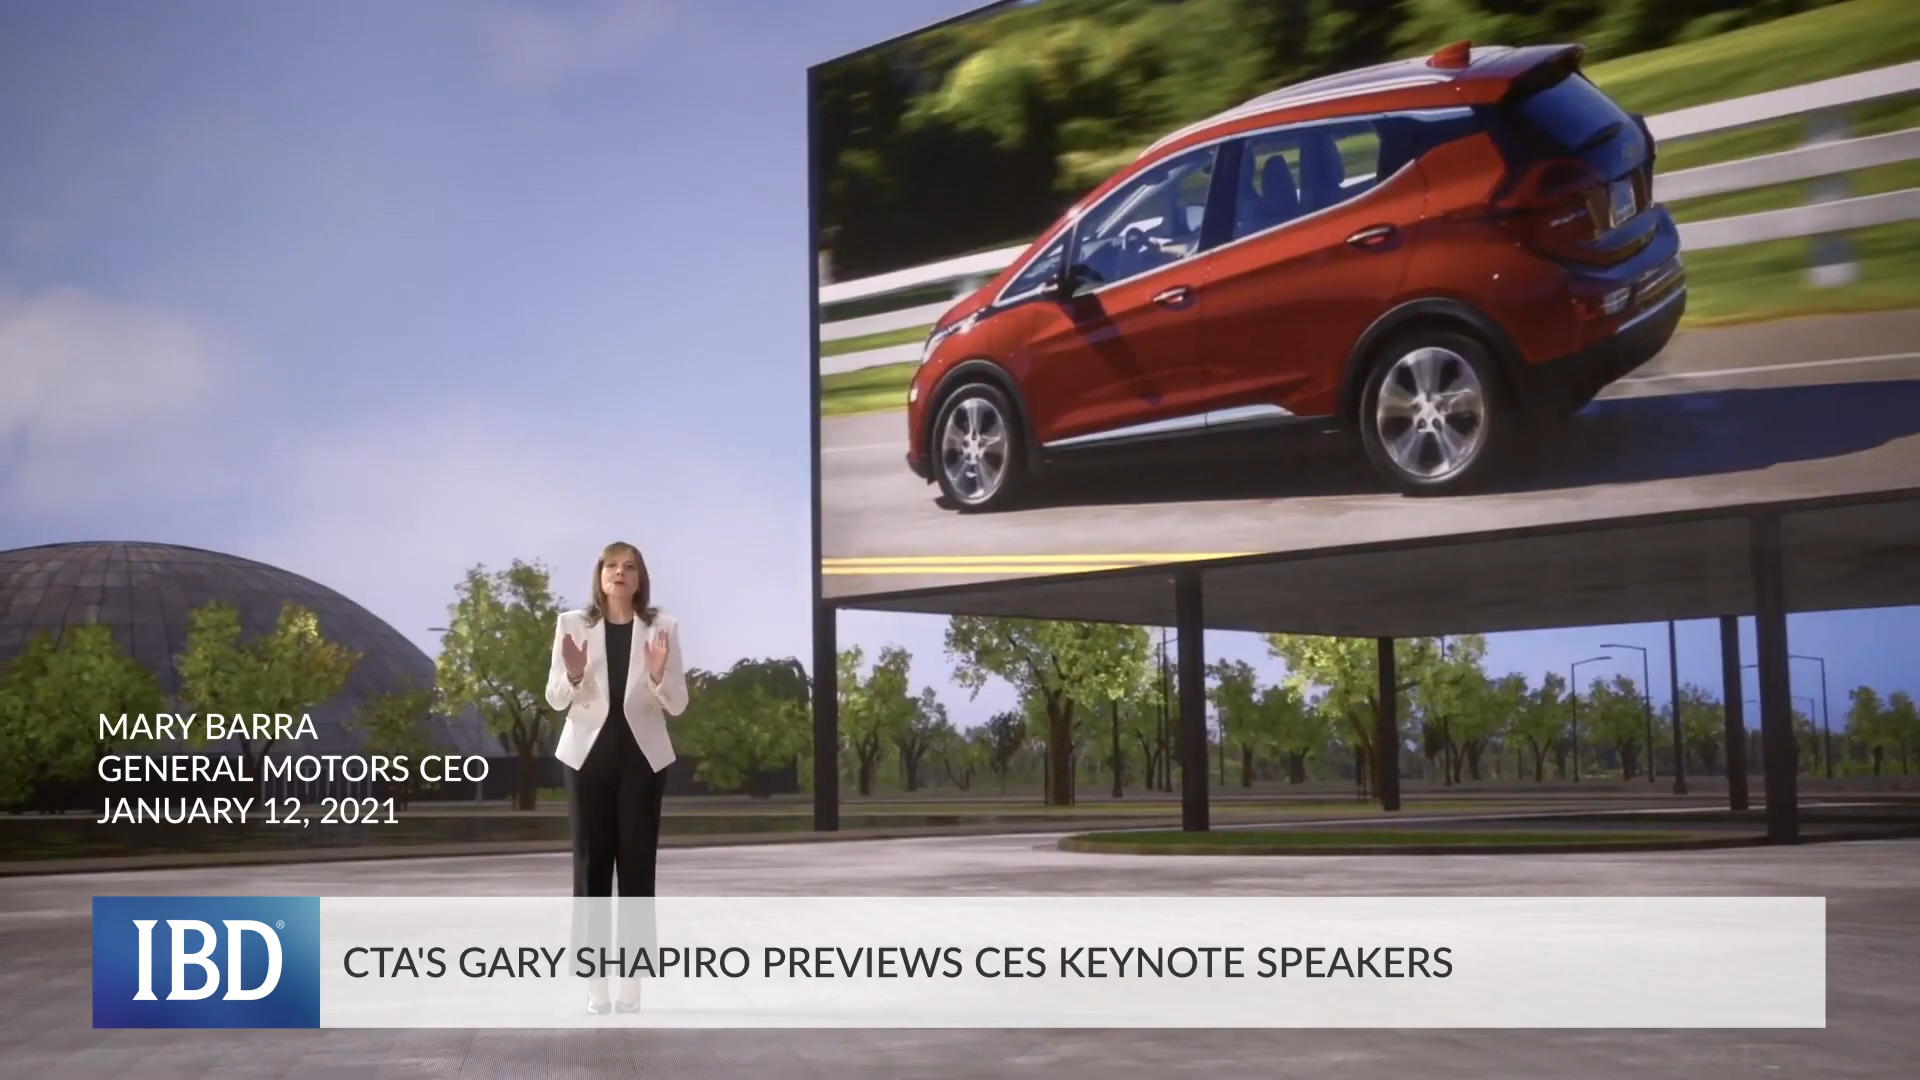 MARY BARRA
GENERAL MOTORS CEO
JANUARY 12, 2021
IBD®
CTA'S GARY SHAPIRO PREVIEWS CES KEYNOTE SPEAKERS